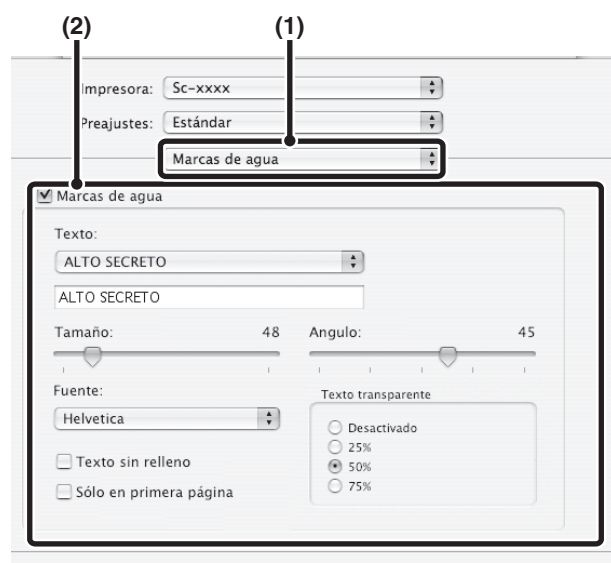 (2) (1)
Impresora: Sc-xxxx
Preajustes: Estándar
Marcas de agua
Marcas de agua
Texto:
ALTO SECRETO
ALTO SECRETO
Tamaño: 48 Angulo: 45
Fuente: Texto transparente
Helvetica
Desactivado
25%
Texto sin relleno 50%
Sólo en primera página 75%